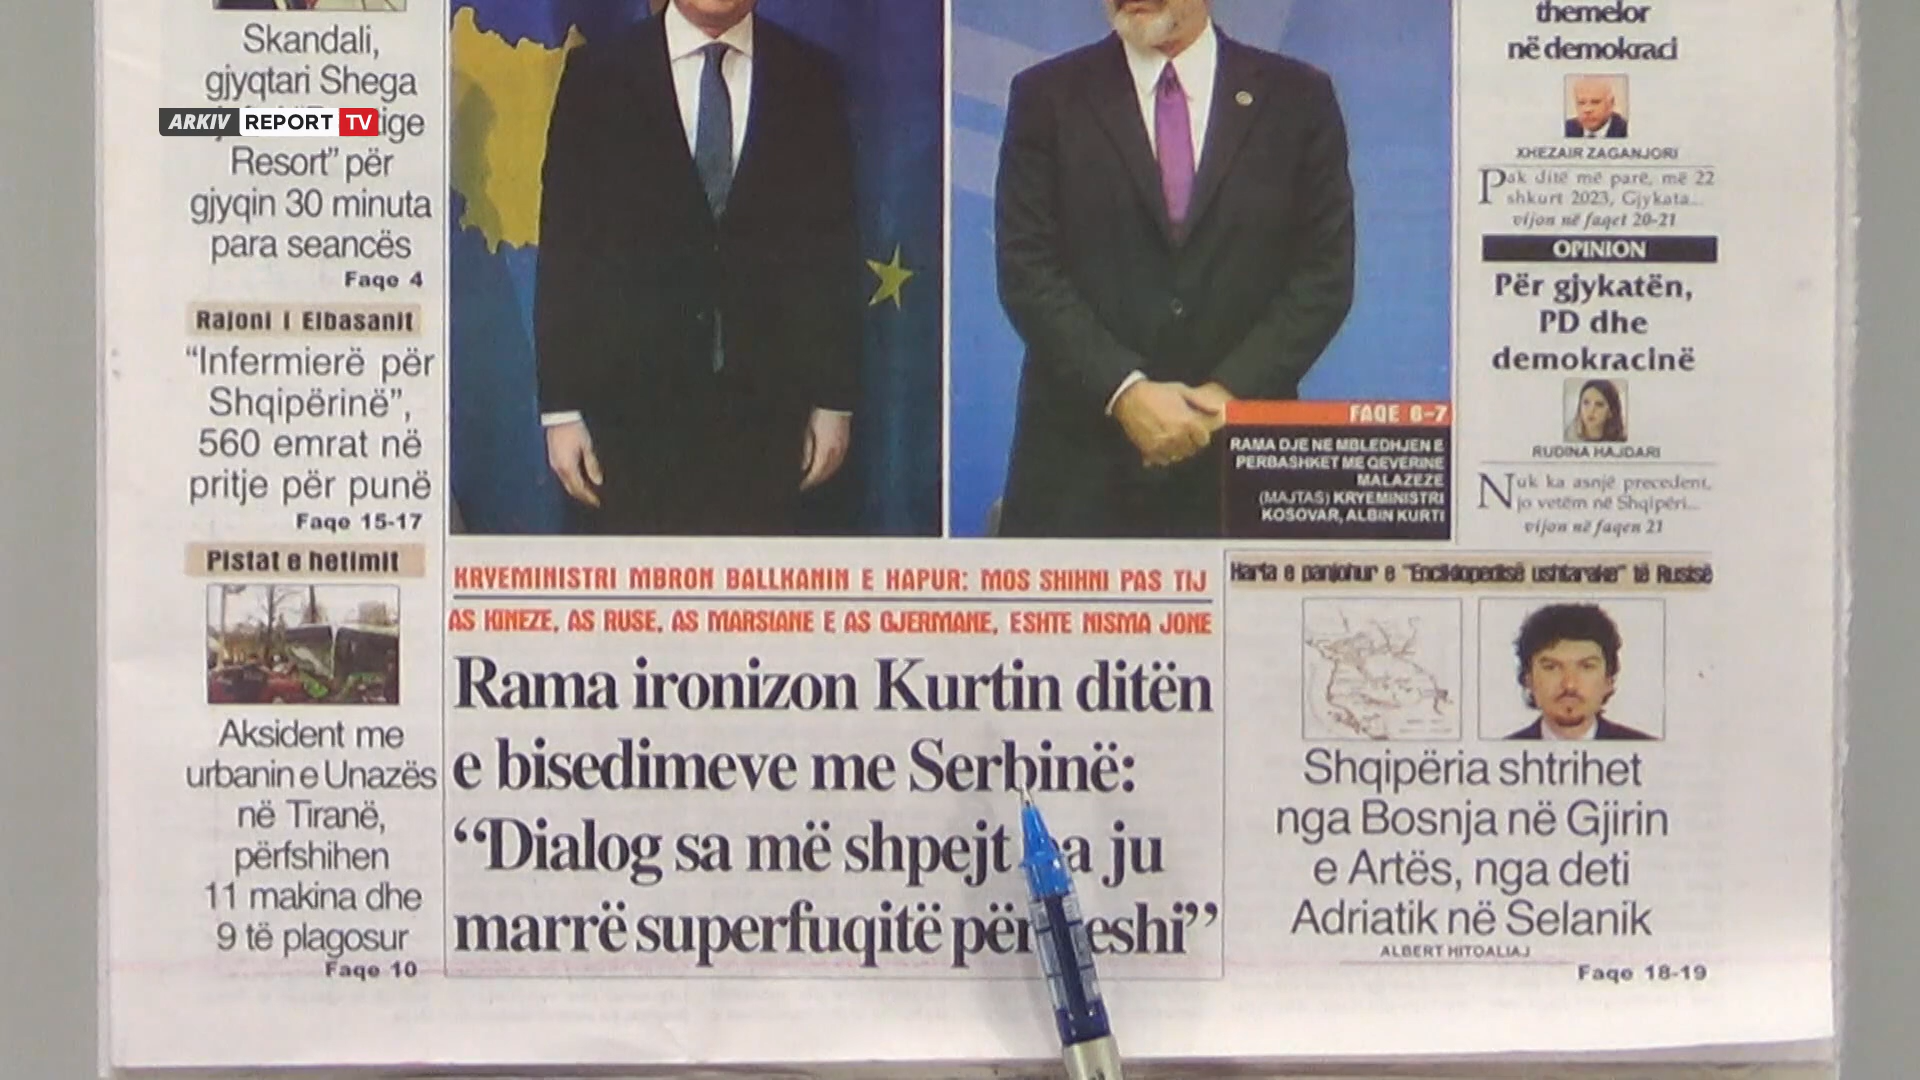 Skandali,
gjyqtari Shega
ARKIV REPORT TV
Resort” për
gjyqin 30 minuta
para seancës
Faqe 4
Rajoni i Elbasanit
“Infermierë për
Shqipërinë”,
560 emrat në
pritje për punë
Faqe 15-17
Pistat e hetimit
Aksident me
urbanin e Unazës
në Tiranë,
përfshihen
11 makina dhe
9 të plagosur
Faqe 10
FAQE 6-7
RAMA DJE NE MBLEDHJEN E
PERBASHKET ME QEVERINE
MALAZEZE
(MAJTAS) KRYEMINISTRI
KOSOVAR, ALBIN KURTI
KRYEMINISTRI MBRON BALLKANIN E HAPUR: MOS SHIHNI PAS TIJ
AS KINEZE, AS RUSE, AS MARSIANE E AS GJERMANE, ESHTE NISMA JONE
Rama ironizon Kurtin ditën
e bisedimeve me Serbinë:
“Dialog sa më shpejt ju
marrë superfuqitë
themelor
në demokraci
XHEZAIR ZAGANJORI
Pak ditë më parë, më 22
shkurt 2023, Gjykata...
vijon në faqet 20-21
OPINION
Për gjykatën,
PD dhe
demokracinë
RUDINA HAJDARI
Nuk ka asnjë precedent,
jo vetëm në Shqipëri...
vijon në faqen 21
Harta e panjohur e “Enciklopedisë ushtarake” të Rusisë
Shqipëria shtrihet
nga Bosnja në Gjirin
e Artës, nga deti
Adriatik në Selanik
ALBERT HITOALIAJ
Faqe 18-19